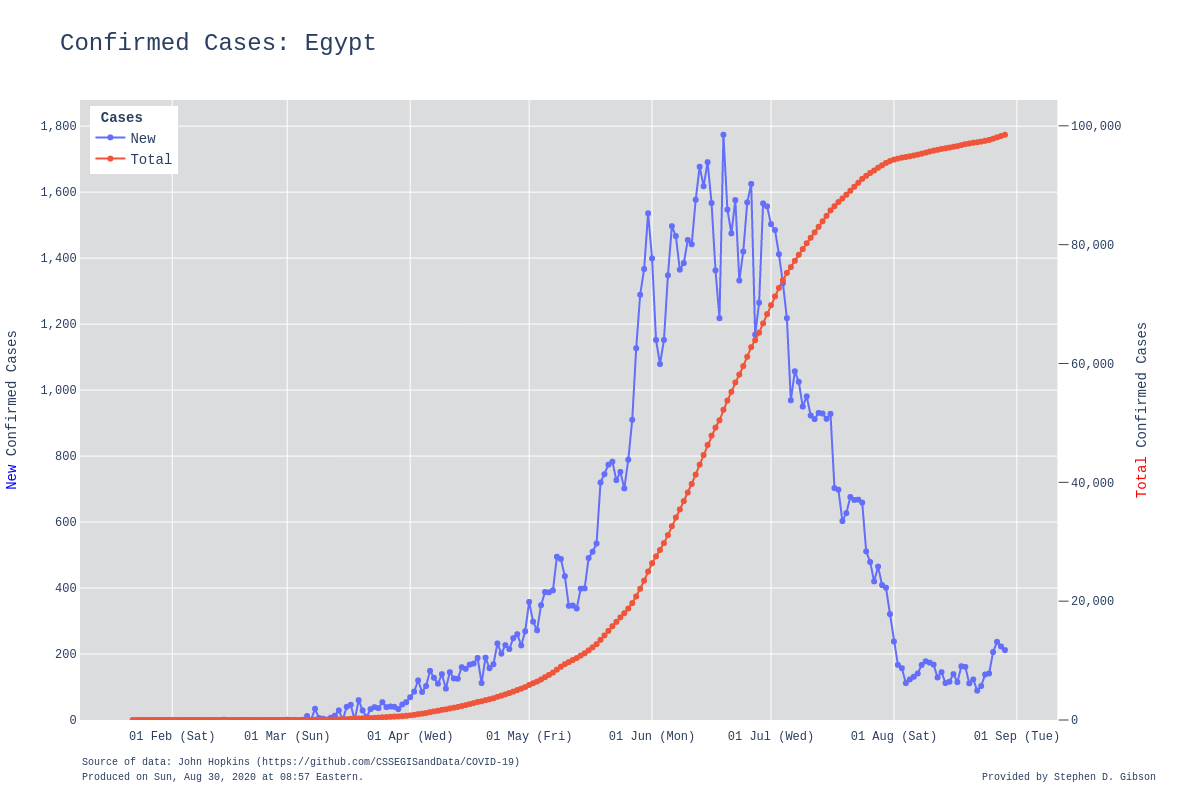 Confirmed Cases: Egypt
Cases
New
Total
1,800
1,600
1,400
1,200
1,000
800
600
400
200
0
100,000
80,000
60,000
40,000
20,000
0
New Confirmed Cases
Total Confirmed Cases
01 Feb (Sat) 01 Mar (Sun) 01 Apr (Wed) 01 May (Fri) 01 Jun (Mon) 01 Jul (Wed) 01 Aug (Sat) 01 Sep (Tue)
Source of data: John Hopkins (https://github.com/CSSEGISandData/COVID-19)
Produced on Sun, Aug 30, 2020 at 08:57 Eastern.
Provided by Stephen D. Gibson